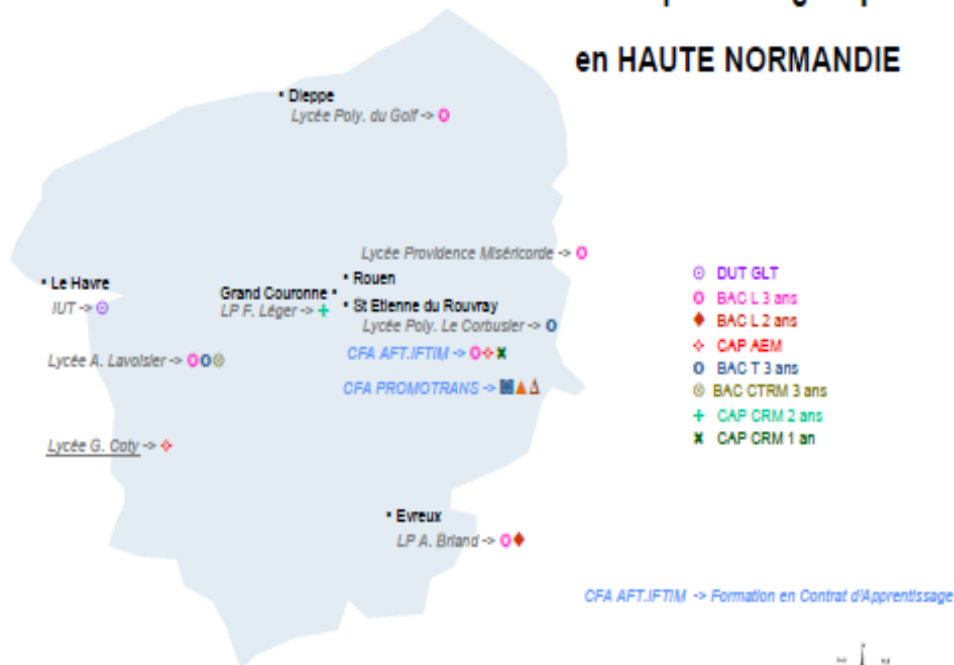 en HAUTE NORMANDIE
Dieppe
Lycée Poly. du Golf ->
Lycée Providence Miséricorde ->
Le Havre
IUT ->
Rouen
Grand Couronne
LP F. Léger ->
St Etienne du Rouvray
Lycée Poly. Le Corbusier ->
Lycée A. Lavoisier ->
CFA AFT.IFTIM ->
CFA PROMOTRANS ->
Lycée G. Coty ->
Evreux
LP A. Briand ->
DUT GLT
BAC L 3 ans
BAC L 2 ans
CAP AEM
BAC T 3 ans
BAC CTRM 3 ans
CAP CRM 2 ans
CAP CRM 1 an
CFA AFT.IFTIM -> Formation en Contrat d'Apprentissage